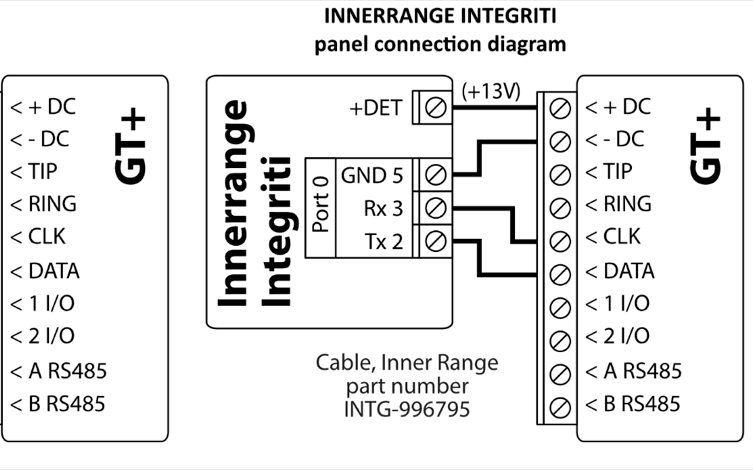 INNERRANGE INTEGRITI
panel connection diagram
< + DC
< - DC
< TIP
< RING
< CLK
< DATA
< 1 I/O
< 2 I/O
< A RS485
< B RS485
GT+
Innerrange
Integriti
+DET
(+13V)
Port 0
GND 5
Rx 3
Tx 2
Cable, Inner Range
part number
INTG-996795
< + DC
< - DC
< TIP
< RING
< CLK
< DATA
< 1 I/O
< 2 I/O
< A RS485
< B RS485
GT+